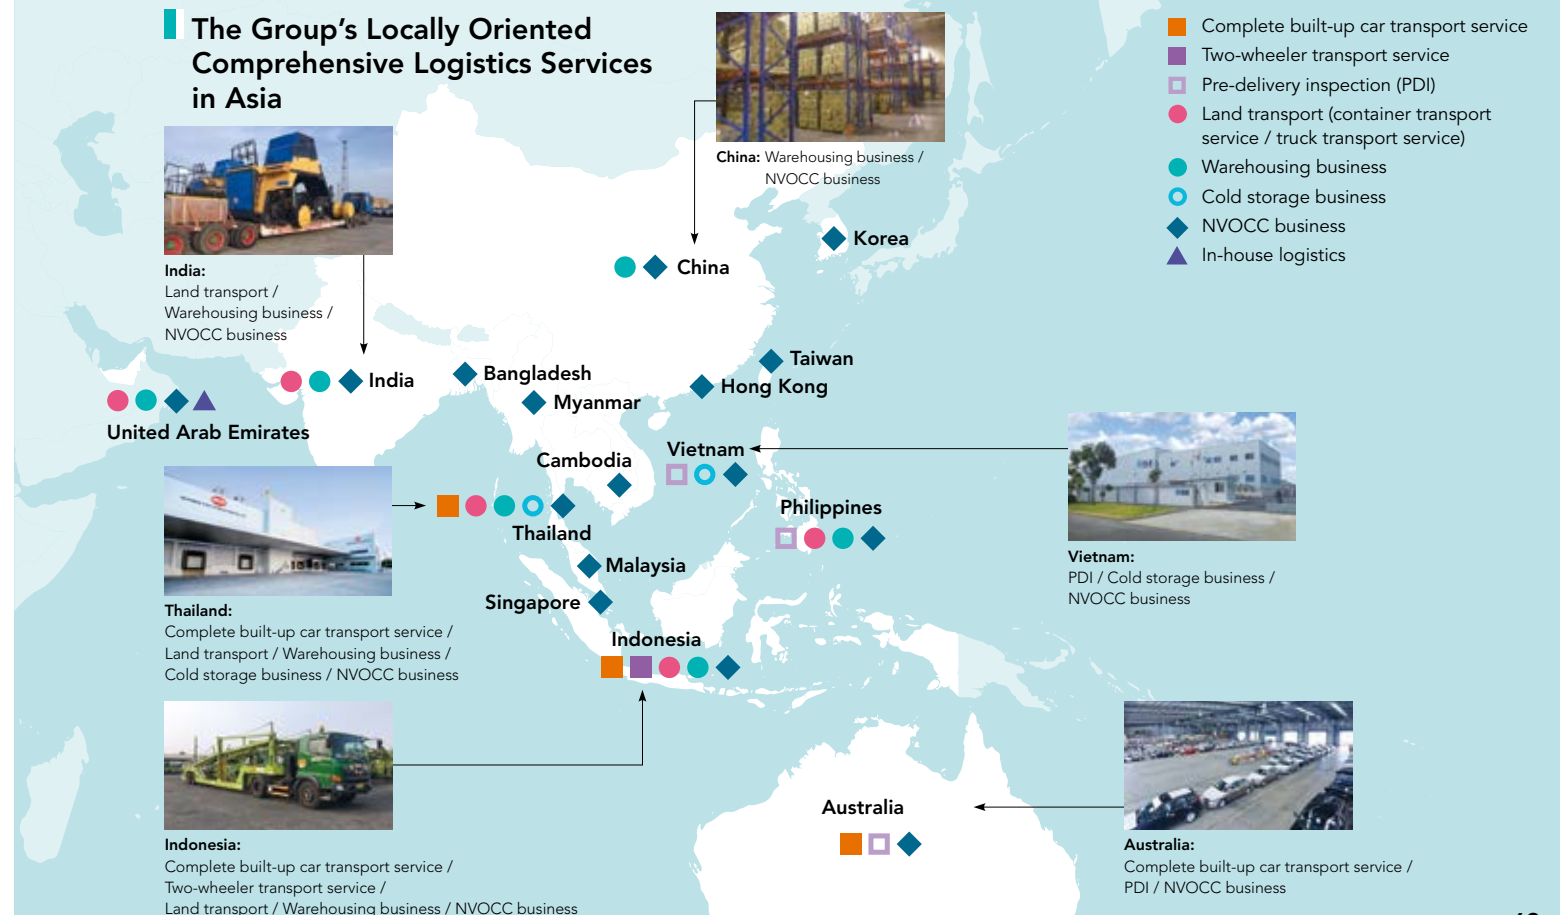 The Group's Locally Oriented
Comprehensive Logistics Services
in Asia
Complete built-up car transport service
Two-wheeler transport service
Pre-delivery inspection (PDI)
Land transport (container transport
service / truck transport service)
Warehousing business
Cold storage business
NVOCC business
In-house logistics
China: Warehousing business /
NVOCC business
India:
Land transport /
Warehousing business /
NVOCC business
Korea
China
Taiwan
Hong Kong
India
Bangladesh
Myanmar
United Arab Emirates
Vietnam
Cambodia
Thailand
Philippines
Malaysia
Singapore
Indonesia
Australia
Vietnam:
PDI / Cold storage business /
NVOCC business
Thailand:
Complete built-up car transport service /
Land transport / Warehousing business /
Cold storage business / NVOCC business
Indonesia:
Complete built-up car transport service /
Two-wheeler transport service /
Land transport / Warehousing business / NVOCC business
Australia:
Complete built-up car transport service /
PDI / NVOCC business